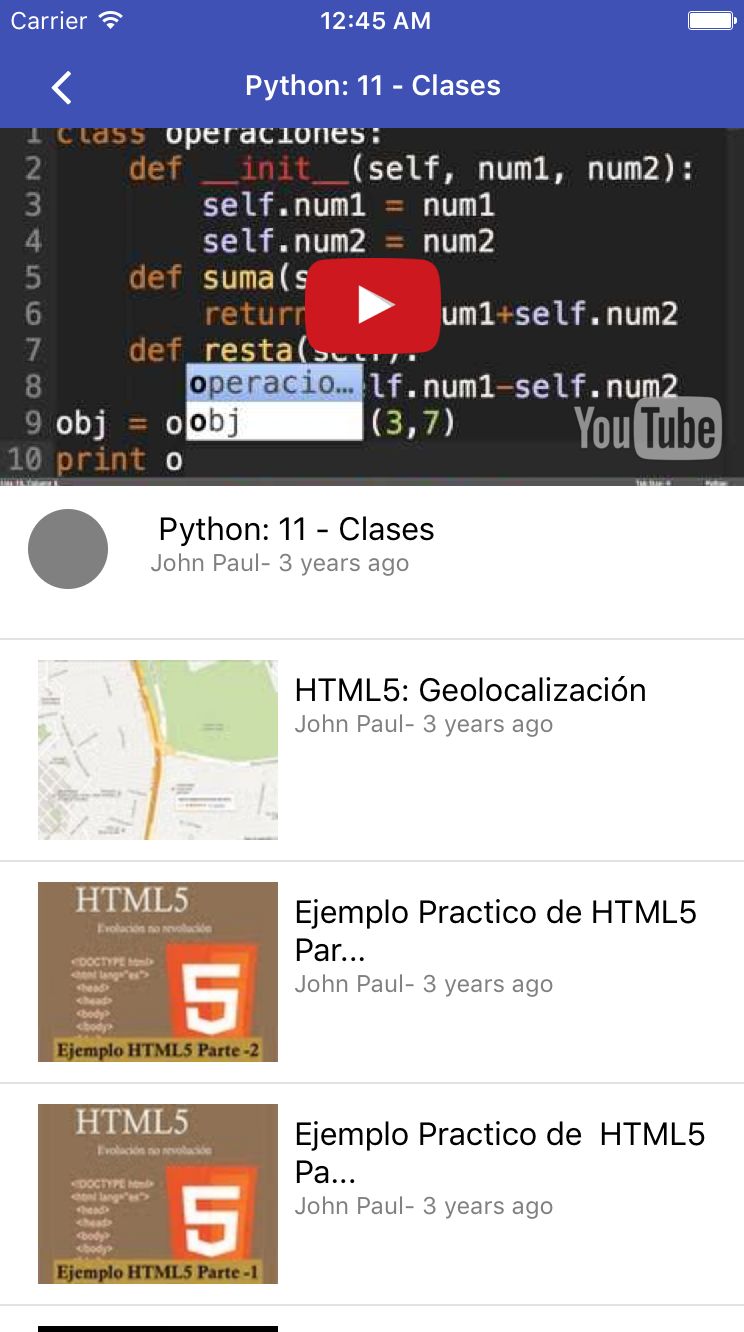 Carrier 12:45 AM
Python: 11 - Clases
1 class operaciones:
2 def __init__(self, num1, num2):
3 self.num1 = num1
4 self.num2 = num2
5 def suma(s
6 return um1+self.num2
7 def resta(self):
8 operacio... lf.num1-self.num2
9 obj = o obj (3,7)
10 print o
YouTube
Python: 11 - Clases
John Paul- 3 years ago
HTML5: Geolocalización
John Paul- 3 years ago
HTML5
Evolución no revolución
<!DOCTYPE html>
<html lang="es">
<head>
<head>
<body>
5
Ejemplo HTML5 Parte -2
Ejemplo Practico de HTML5
Par...
John Paul- 3 years ago
HTML5
Evolución no revolución
<!DOCTYPE html>
<html lang="es">
<head>
<head>
<body>
<body>
5
Ejemplo HTML5 Parte -1
Ejemplo Practico de  HTML5
Pa...
John Paul- 3 years ago